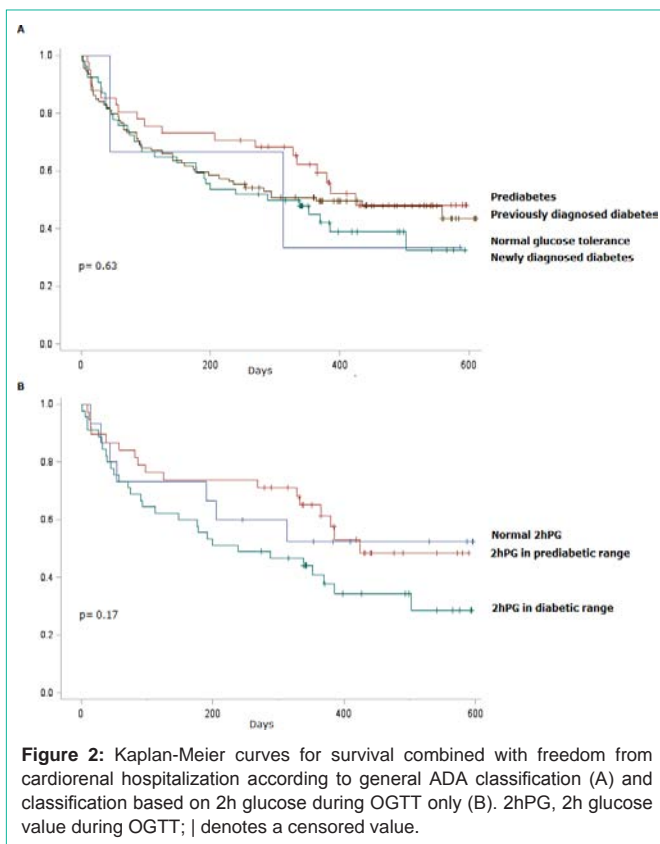 A
1.0
0.8
0.6
0.4
0.2
0.0
Prediabetes
Previously diagnosed diabetes
Normal glucose tolerance
Newly diagnosed diabetes
p= 0.63
0 200 400 600
Days
B
1.0
0.8
0.6
0.4
0.2
0.0
Normal 2hPG
2hPG in prediabetic range
2hPG in diabetic range
p= 0.17
0 200 400 600
Days
Figure 2: Kaplan-Meier curves for survival combined with freedom from
cardiorenal hospitalization according to general ADA classification (A) and
classification based on 2h glucose during OGTT only (B). 2hPG, 2h glucose
value during OGTT; | denotes a censored value.